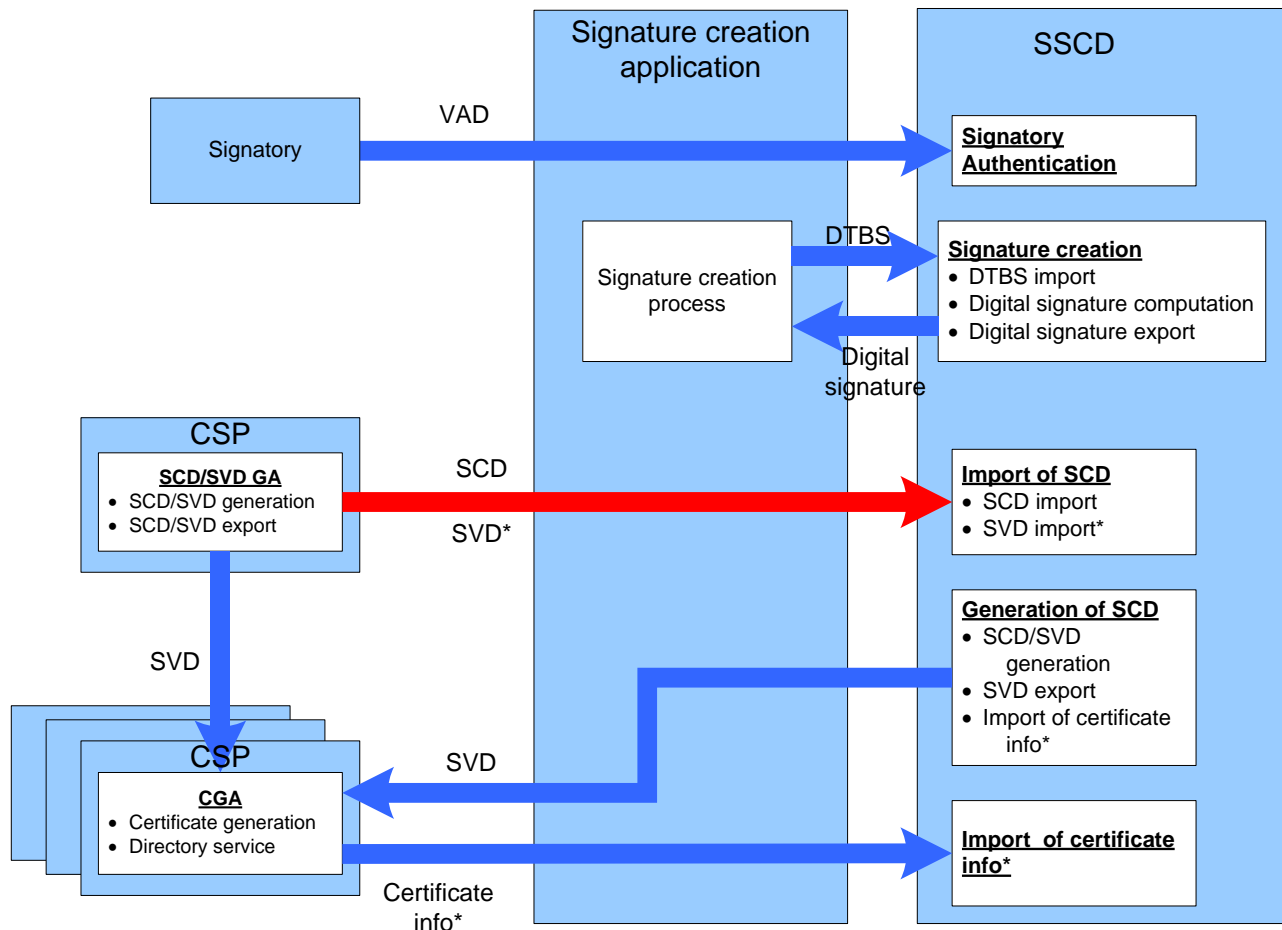 Signature creation
application
SSCD
VAD
Signatory
Signatory
Authentication
DTBS
Signature creation
process
Signature creation
• DTBS import
• Digital signature computation
• Digital signature export
Digital
signature
CSP
SCD/SVD GA
• SCD/SVD generation
• SCD/SVD export
SCD
SVD*
Import of SCD
• SCD import
• SVD import*
SVD
Generation of SCD
• SCD/SVD
generation
• SVD export
• Import of certificate
info*
CSP
CGA
• Certificate generation
• Directory service
SVD
Certificate
info*
Import of certificate
info*